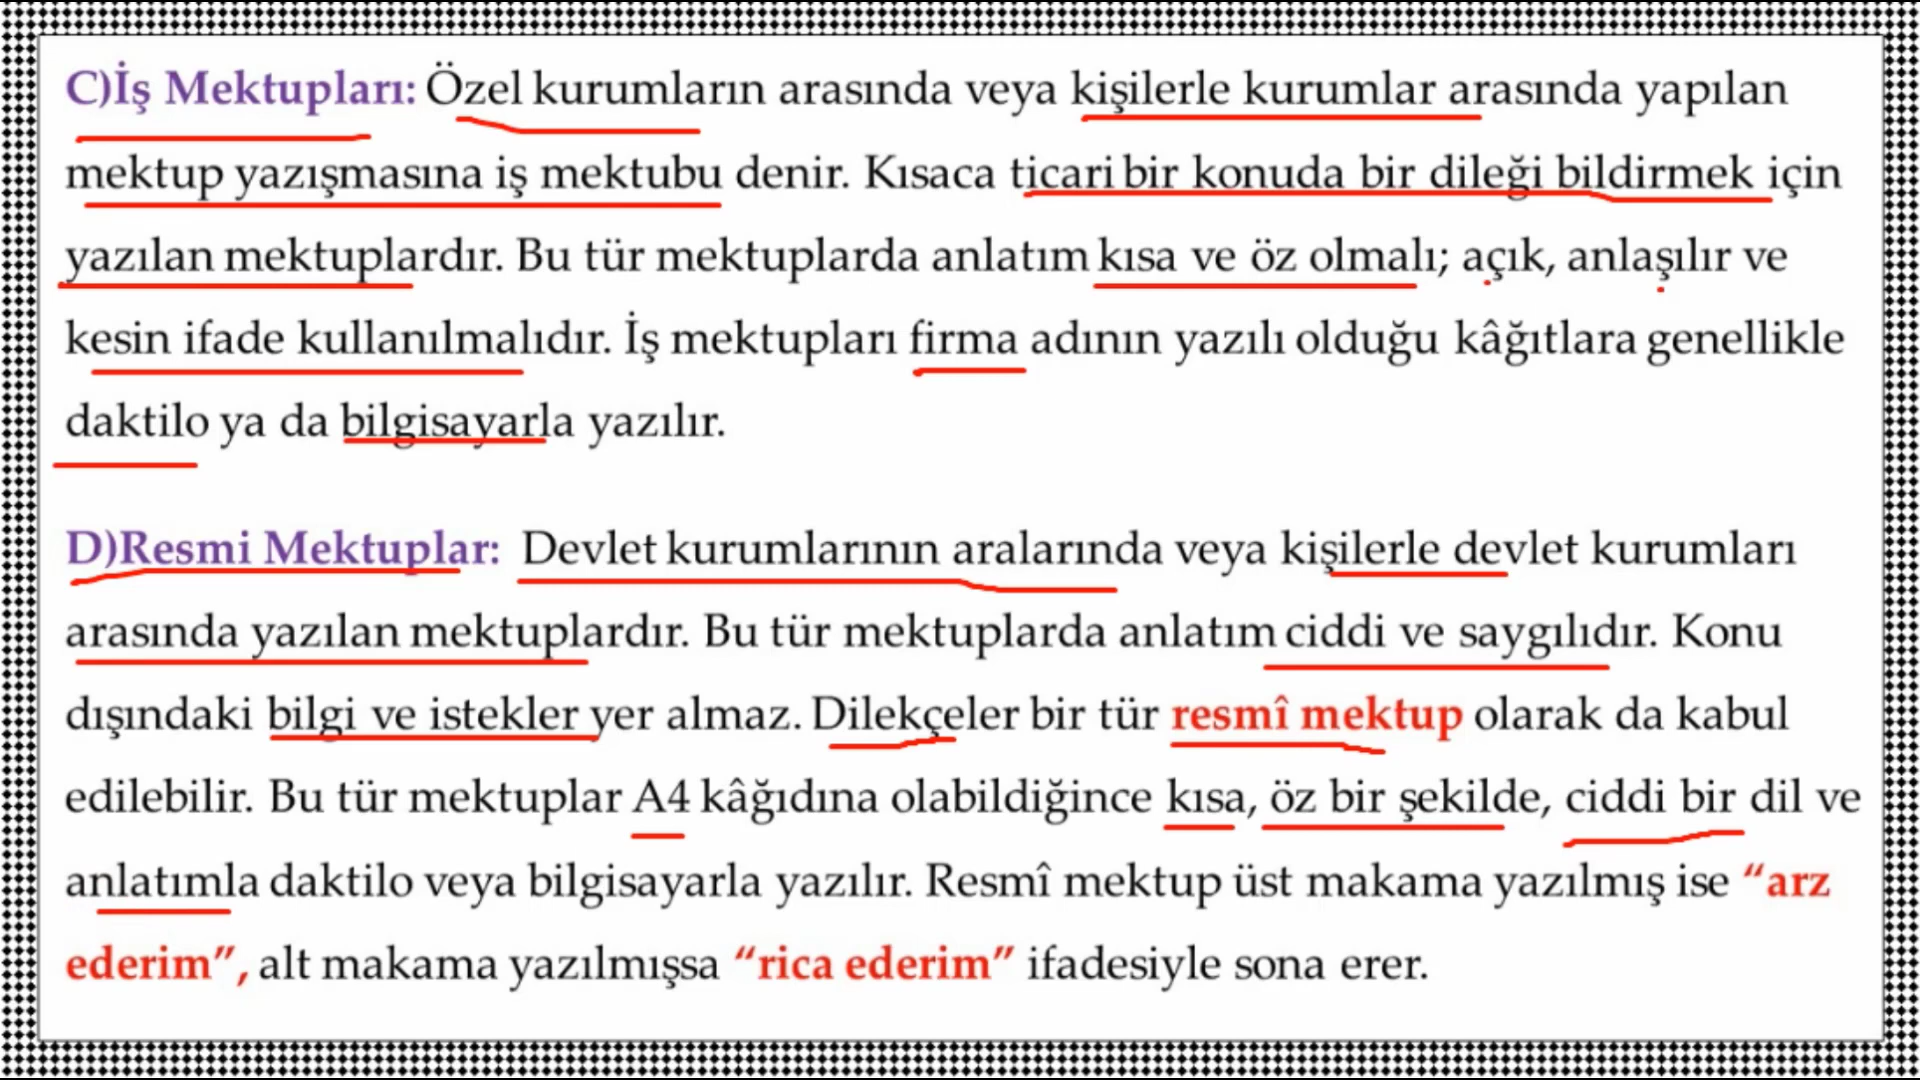 C)İş Mektupları: Özel kurumların arasında veya kişilerle kurumlar arasında yapılan
mektup yazışmasına iş mektubu denir. Kısaca ticari bir konuda bir dileği bildirmek için
yazılan mektuplardır. Bu tür mektuplarda anlatım kısa ve öz olmalı; açık, anlaşılır ve
kesin ifade kullanılmalıdır. İş mektupları firma adının yazılı olduğu kâğıtlara genellikle
daktilo ya da bilgisayarla yazılır.
D)Resmi Mektuplar: Devlet kurumlarının aralarında veya kişilerle devlet kurumları
arasında yazılan mektuplardır. Bu tür mektuplarda anlatım ciddi ve saygılıdır. Konu
dışındaki bilgi ve istekler yer almaz. Dilekçeler bir tür resmî mektup olarak da kabul
edilebilir. Bu tür mektuplar A4 kâğıdına olabildiğince kısa, öz bir şekilde, ciddi bir dil ve
anlatımla daktilo veya bilgisayarla yazılır. Resmî mektup üst makama yazılmış ise “arz
ederim”, alt makama yazılmışsa “rica ederim” ifadesiyle sona erer.